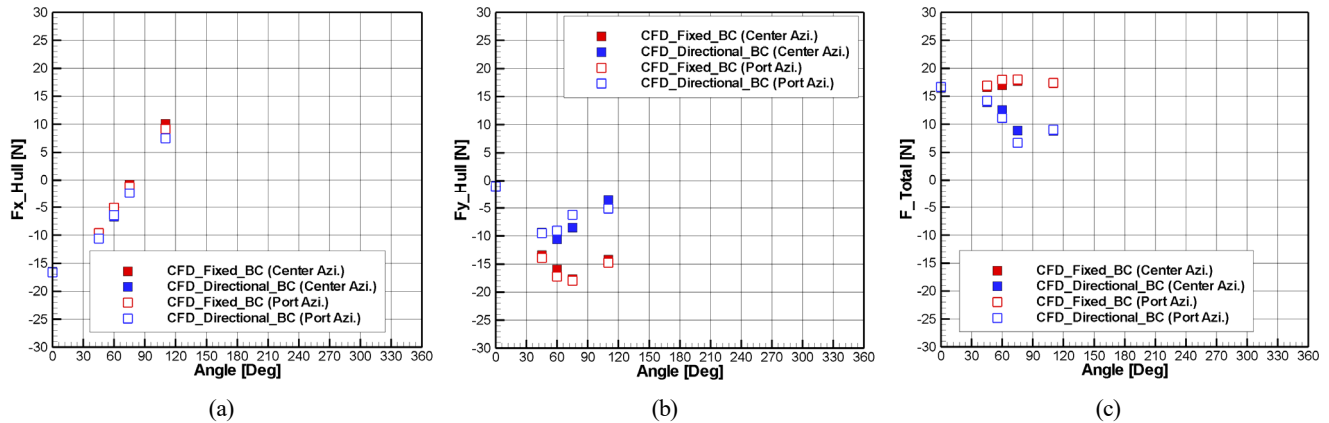 30
25
20
15
10
5
0
-5
-10
-15
-20
-25
-30
Fx_Hull [N]
CFD_Fixed_BC (Center Azi.)
CFD_Directional_BC (Center Azi.)
CFD_Fixed_BC (Port Azi.)
CFD_Directional_BC (Port Azi.)
0 30 60 90 120 150 180 210 240 270 300 330 360
Angle [Deg]
(a)
30
25
20
15
10
5
0
-5
-10
-15
-20
-25
-30
Fy_Hull [N]
CFD_Fixed_BC (Center Azi.)
CFD_Directional_BC (Center Azi.)
CFD_Fixed_BC (Port Azi.)
CFD_Directional_BC (Port Azi.)
0 30 60 90 120 150 180 210 240 270 300 330 360
Angle [Deg]
(b)
30
25
20
15
10
5
0
-5
-10
-15
-20
-25
-30
F_Total [N]
CFD_Fixed_BC (Center Azi.)
CFD_Directional_BC (Center Azi.)
CFD_Fixed_BC (Port Azi.)
CFD_Directional_BC (Port Azi.)
0 30 60 90 120 150 180 210 240 270 300 330 360
Angle [Deg]
(c)